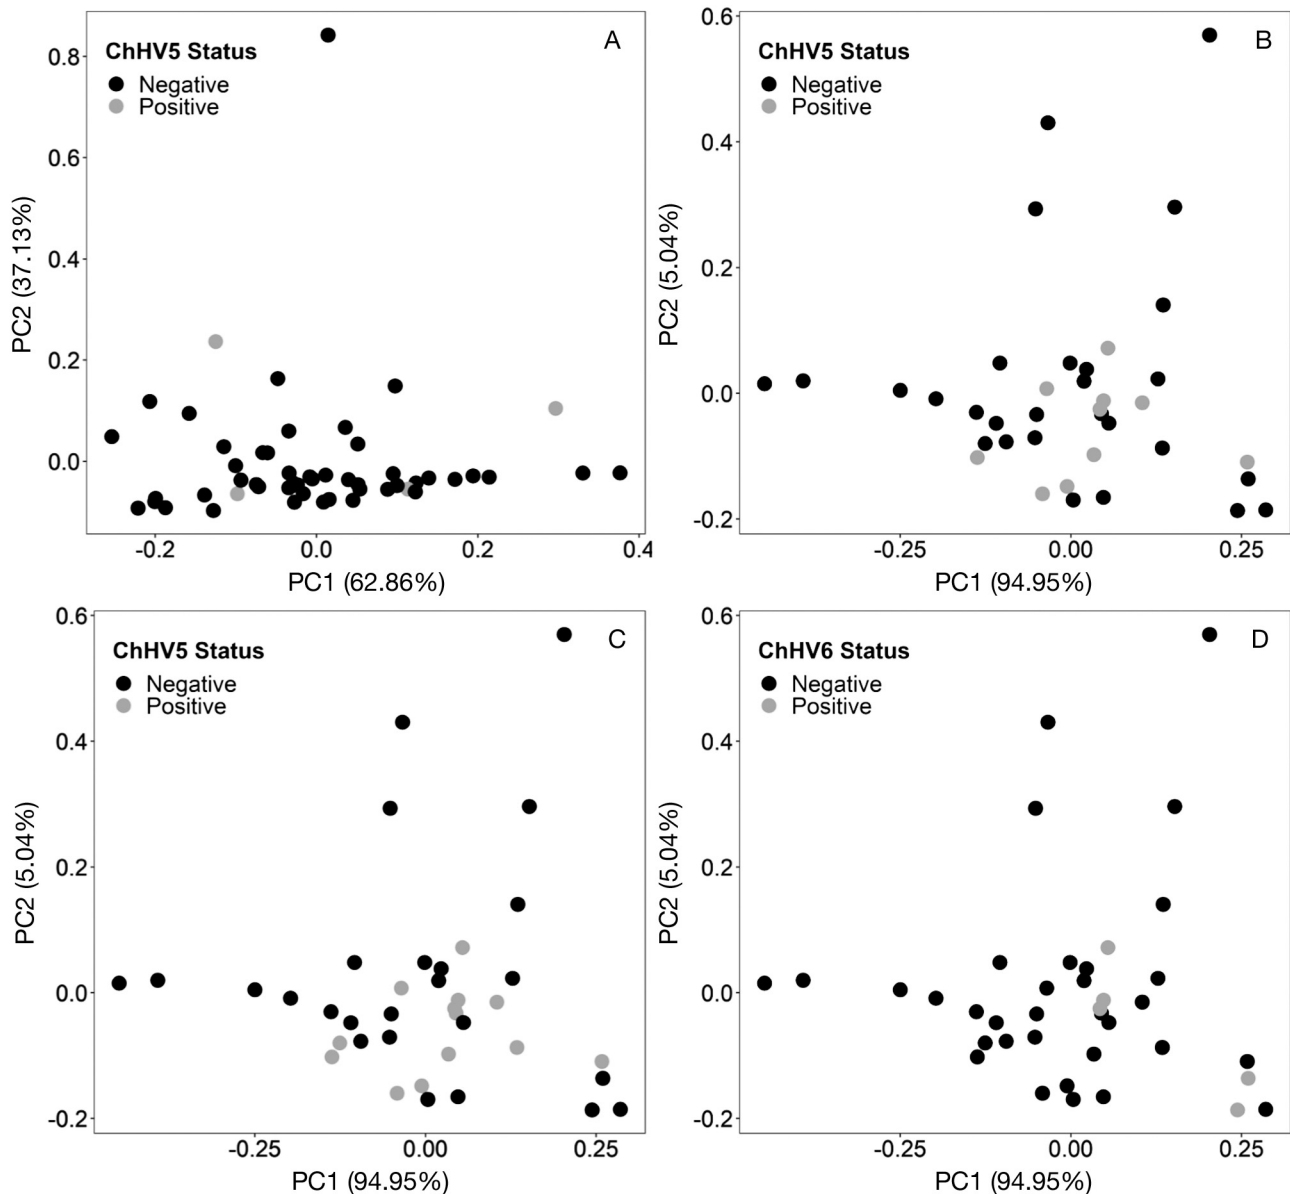 A
ChHV5 Status
Negative
Positive
0.8
0.6
0.4
0.2
0.0
-0.2
0.0
0.2
0.4
PC2 (37.13%)
PC1 (62.86%)
B
ChHV5 Status
Negative
Positive
0.6
0.4
0.2
0.0
-0.2
-0.25
0.00
0.25
PC2 (5.04%)
PC1 (94.95%)
C
ChHV5 Status
Negative
Positive
0.6
0.4
0.2
0.0
-0.2
-0.25
0.00
0.25
PC2 (5.04%)
PC1 (94.95%)
D
ChHV6 Status
Negative
Positive
0.6
0.4
0.2
0.0
-0.2
-0.25
0.00
0.25
PC2 (5.04%)
PC1 (94.95%)